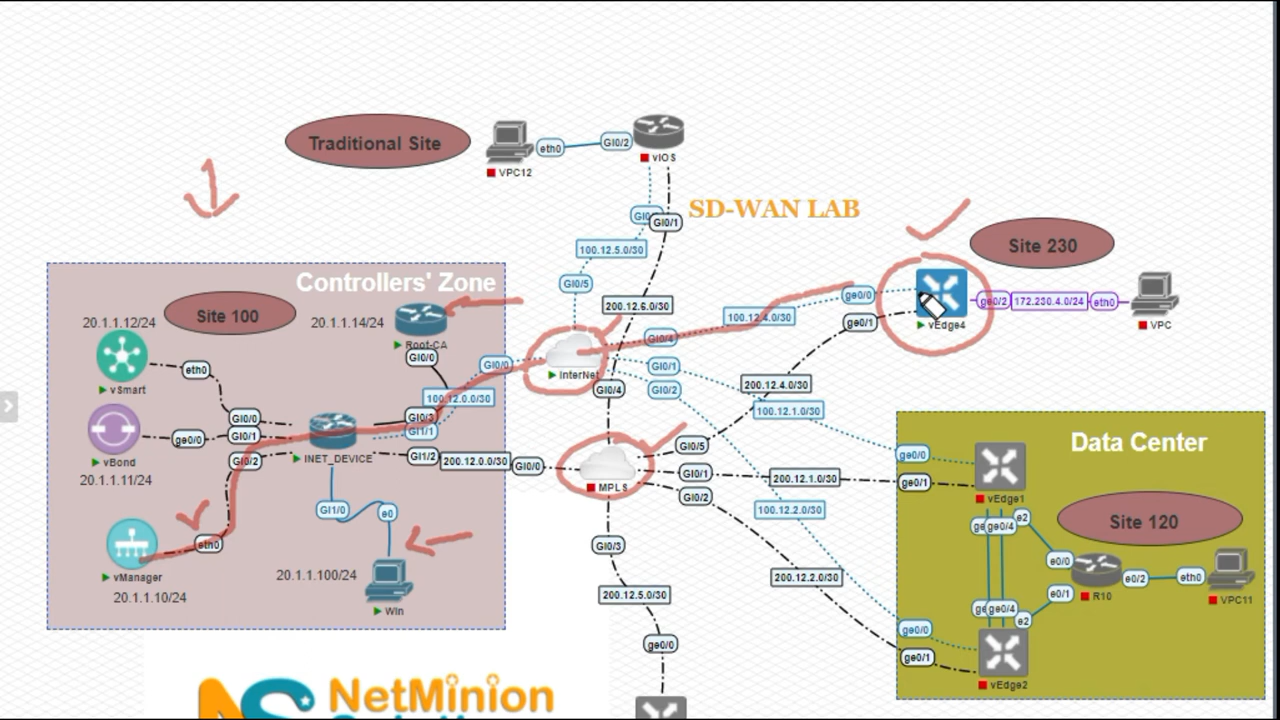 Traditional Site
eth0
Gi0/2
VPC12
vIOS
Gi0/1
SD-WAN LAB
100.12.5.0/30
Gi0/5
200.12.6.0/30
Site 230
Controllers' Zone
Site 100
20.1.1.12/24
20.1.1.14/24
vSmart
eth0
Root-CA
Gi0/0
Gi0/0
100.12.0.0/30
Gi0/3
Gi1/1
InterNet
Gi0/4
Gi0/4
Gi0/1
Gi0/2
100.12.4.0/30
ge0/0
ge0/1
vEdge4
ge0/2
172.230.4.0/24
eth0
VPC
200.12.4.0/30
100.12.1.0/30
vBond
20.1.1.11/24
ge0/0
Gi0/0
Gi0/1
Gi0/2
INET_DEVICE
Gi1/2
200.12.0.0/30
Gi0/0
MPLS
Gi0/5
Gi0/1
Gi0/2
200.12.1.0/30
100.12.2.0/30
200.12.2.0/30
Gi1/0
e0
eth0
vManager
20.1.1.10/24
20.1.1.100/24
Win
Gi0/3
200.12.5.0/30
ge0/0
Data Center
ge0/0
ge0/1
vEdge1
Site 120
ge0/4
e2
e0/0
R10
e0/2
eth0
VPC11
e0/1
ge0/4
e2
ge0/0
ge0/1
vEdge2
NetMinion